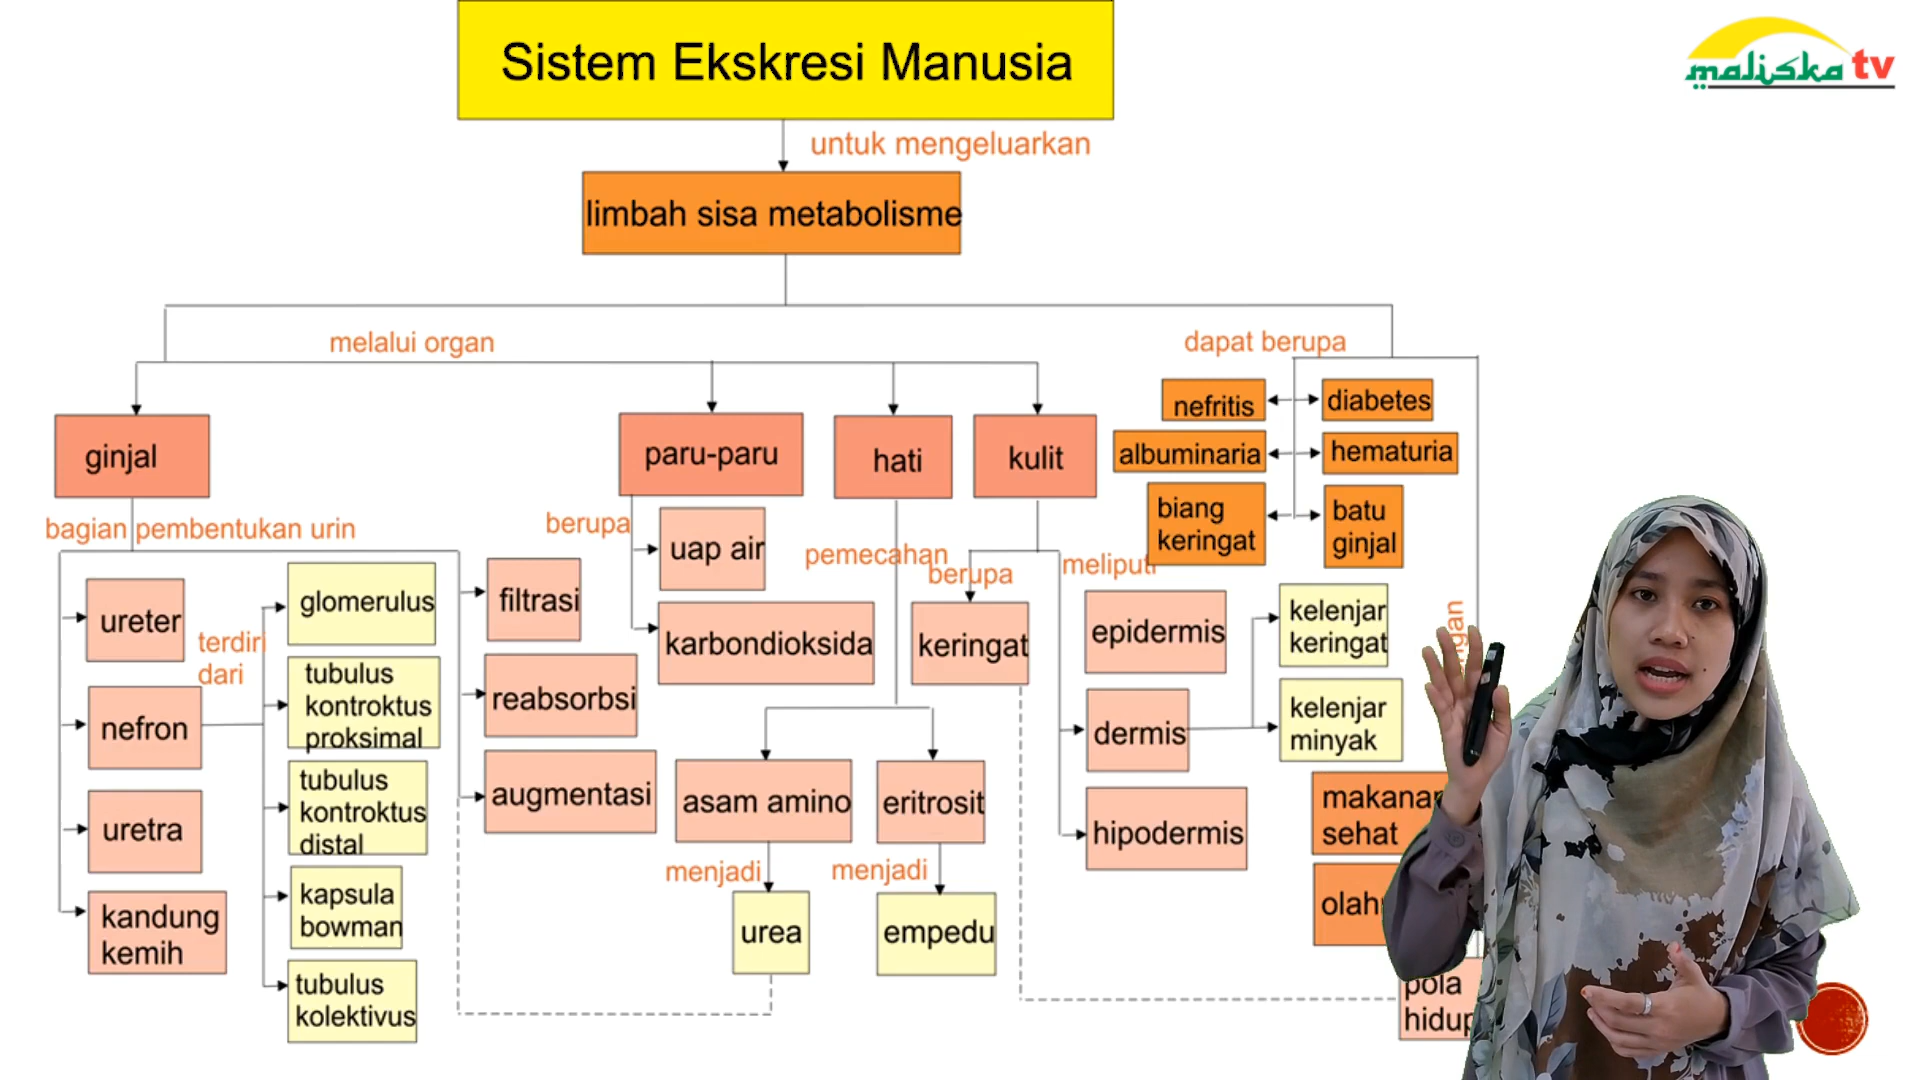 Sistem Ekskresi Manusia
maliska tv
untuk mengeluarkan
limbah sisa metabolisme
melalui organ
dapat berupa
ginjal
paru-paru
hati
kulit
nefritis
diabetes
albuminaria
hematuria
biang
keringat
batu
ginjal
bagian pembentukan urin
ureter
nefron
uretra
kandung
kemih
terdiri
dari
glomerulus
tubulus
kontroktus
proksimal
tubulus
kontroktus
distal
kapsula
bowman
tubulus
kolektivus
filtrasi
reabsorbsi
augmentasi
berupa
uap air
karbondioksida
pemecahan
asam amino
eritrosit
menjadi
menjadi
urea
empedu
berupa
keringat
meliputi
epidermis
dermis
hipodermis
kelenjar
keringat
kelenjar
minyak
makanan
sehat
pola
hidup